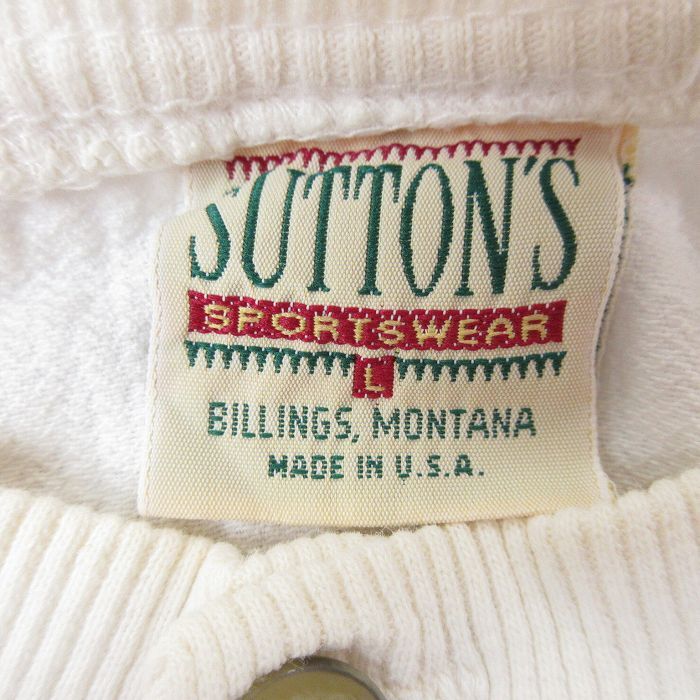 SUTTON'S
SPORTSWEAR
L
BILLINGS, MONTANA
MADE IN U.S.A.